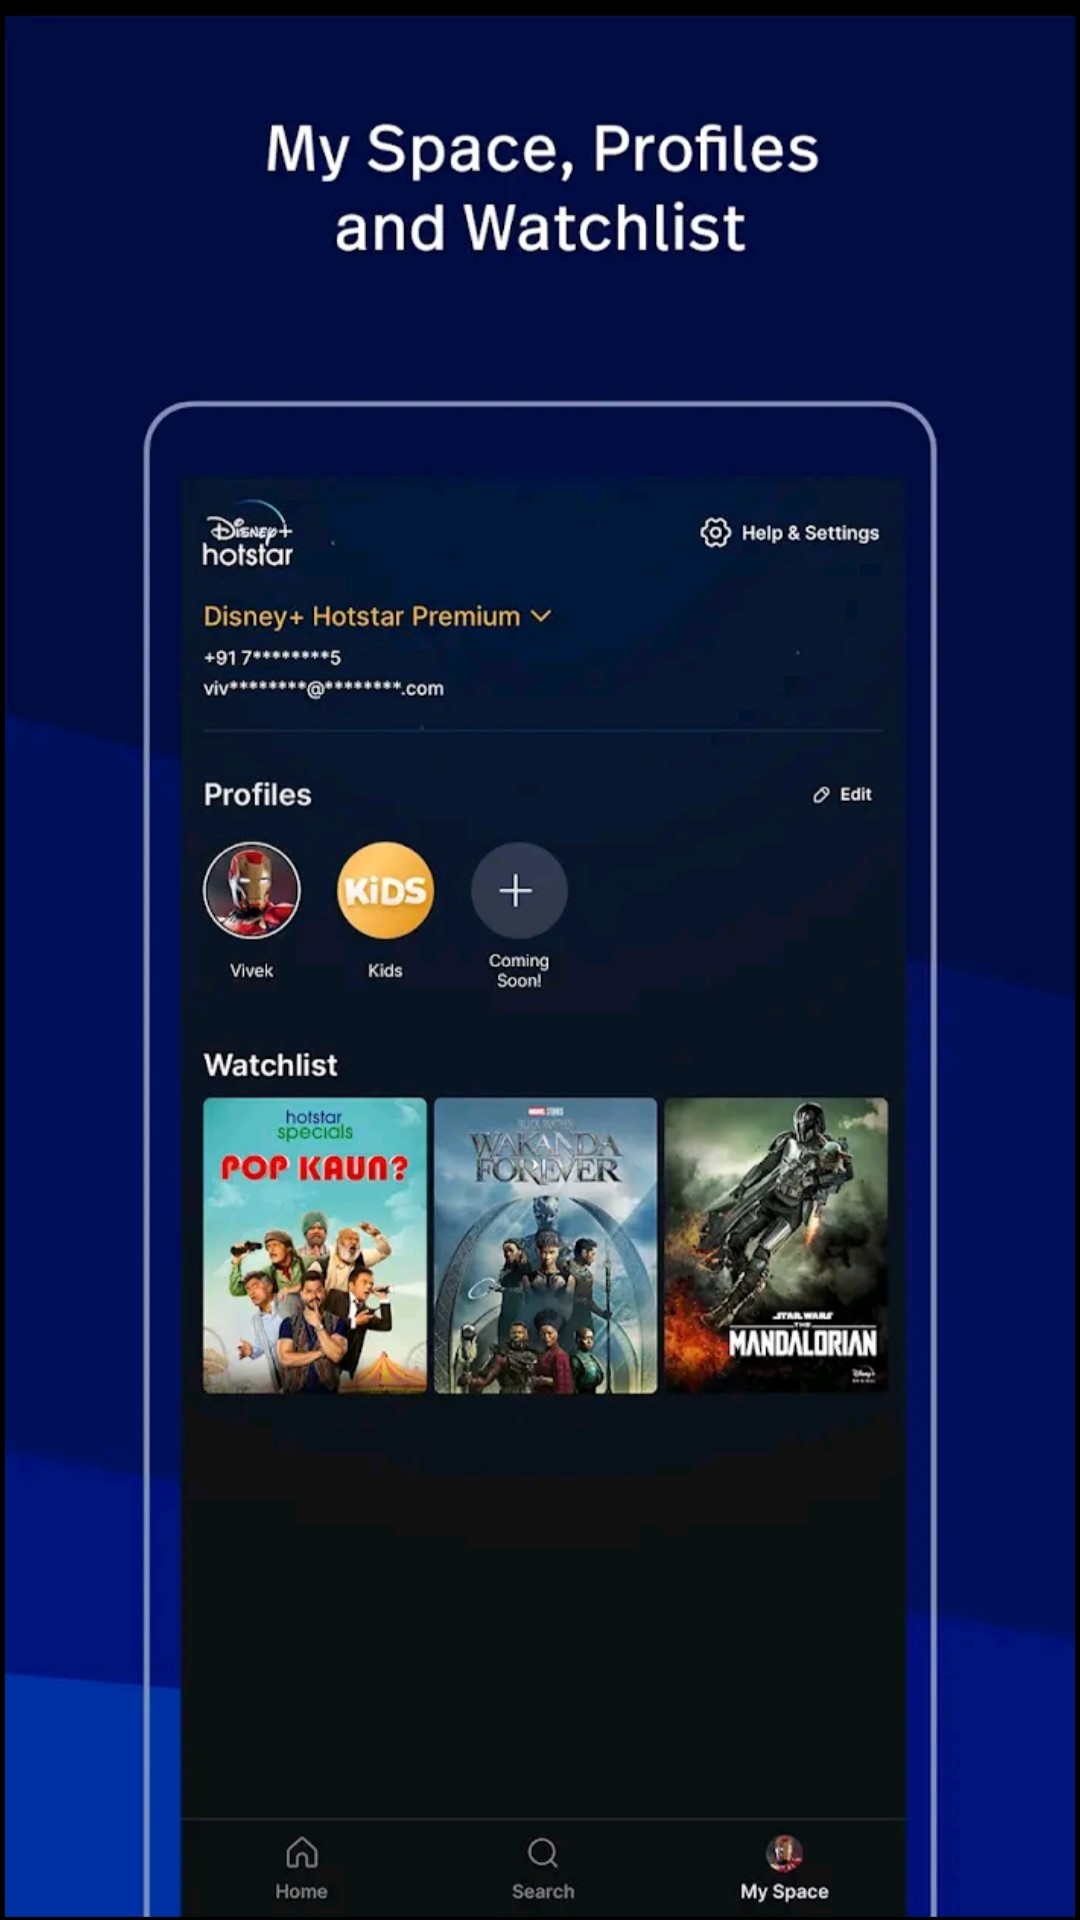 My Space, Profiles
and Watchlist
Disney+
hotstar
Help & Settings
Disney+ Hotstar Premium
+91 7********5
viv********@********.com
Profiles
Edit
KiDS
Vivek
Kids
Coming
Soon!
Watchlist
hotstar
specials
POP KAUN?
MARVEL STUDIOS
BLACK PANTHER
WAKANDA
FOREVER
STAR WARS
THE
MANDALORIAN
Disney+
Home
Search
My Space